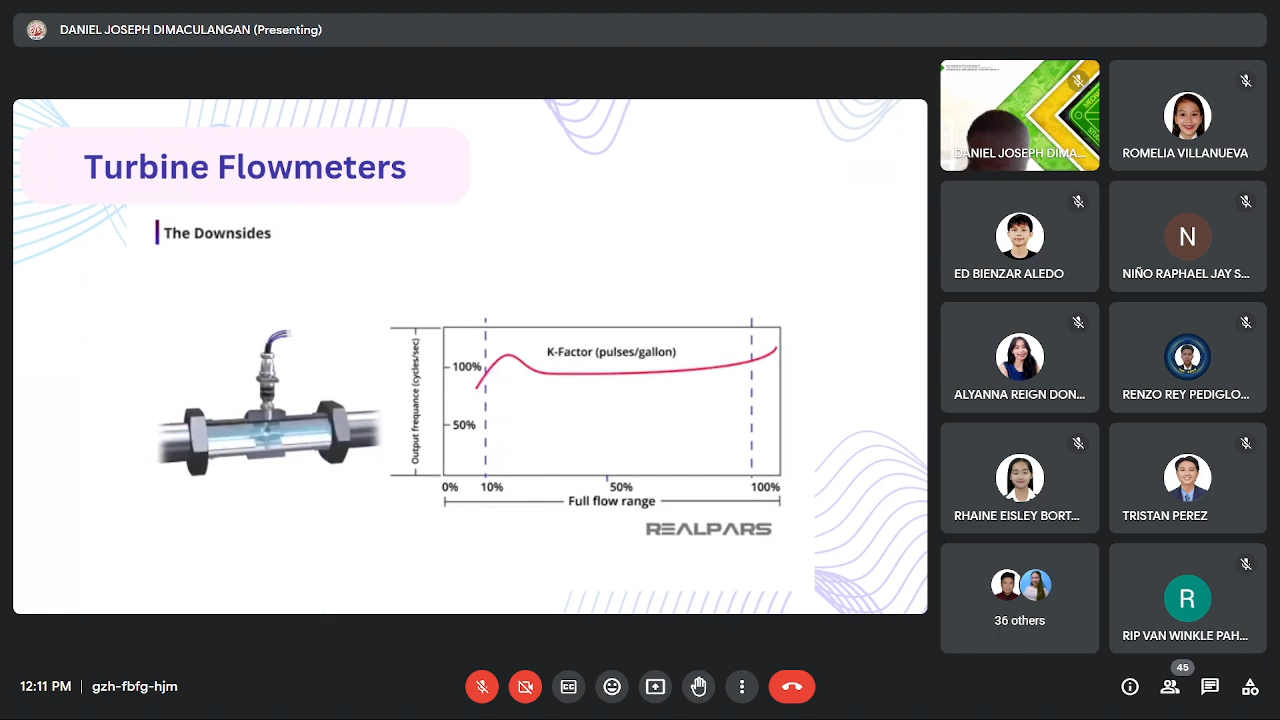 DANIEL JOSEPH DIMACULANGAN (Presenting)
Turbine Flowmeters
The Downsides
Output frequance (cycles/sec)
100%
50%
K-Factor (pulses/gallon)
0%
10%
50%
100%
Full flow range
REALPARS
DANIEL JOSEPH DIMA...
ROMELIA VILLANUEVA
ED BIENZAR ALEDO
N
NIÑO RAPHAEL JAY S...
ALYANNA REIGN DON...
RENZO REY PEDIGLO...
RHAINE EISLEY BORT...
TRISTAN PEREZ
36 others
R
RIP VAN WINKLE PAH...
12:11 PM | gzh-fbfg-hjm
45